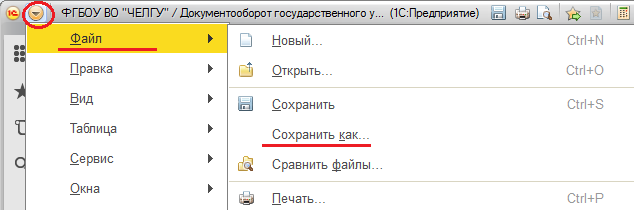 1С ФГБОУ ВО "ЧЕЛГУ" / Документооборот государственного у... (1С:Предприятие)
Файл
Правка
Вид
Таблица
Сервис
Окна
Новый... Ctrl+N
Открыть... Ctrl+O
Сохранить Ctrl+S
Сохранить как...
Сравнить файлы...
Печать... Ctrl+P